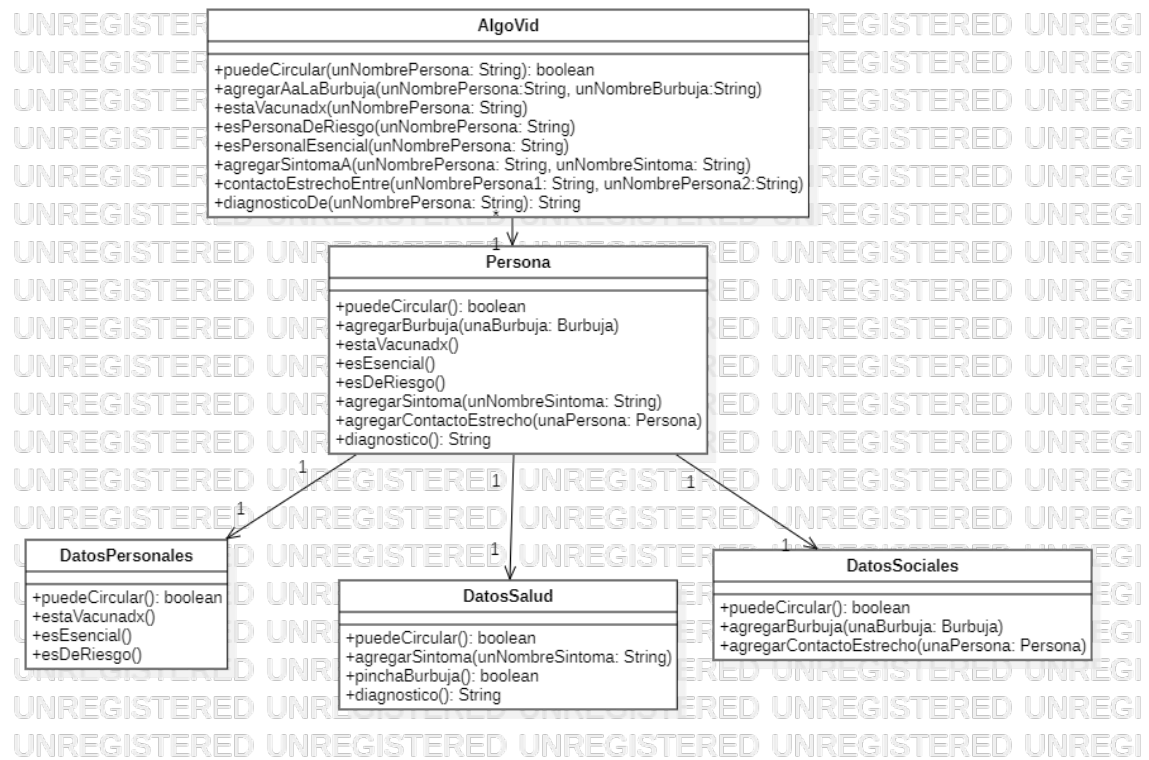 AlgoVid
+puedeCircular(unNombrePersona: String): boolean
+agregarAaLaBurbuja(unNombrePersona:String, unNombreBurbuja:String)
+estaVacunadx(unNombrePersona: String)
+esPersonaDeRiesgo(unNombrePersona: String)
+esPersonalEsencial(unNombrePersona: String)
+agregarSintomaA(unNombrePersona: String, unNombreSintoma: String)
+contactoEstrechoEntre(unNombrePersona1: String, unNombrePersona2:String)
+diagnosticoDe(unNombrePersona: String): String
*
1
Persona
+puedeCircular(): boolean
+agregarBurbuja(unaBurbuja: Burbuja)
+estaVacunadx()
+esEsencial()
+esDeRiesgo()
+agregarSintoma(unNombreSintoma: String)
+agregarContactoEstrecho(unaPersona: Persona)
+diagnostico(): String
1
1
1
1
1
1
DatosPersonales
+puedeCircular(): boolean
+estaVacunadx()
+esEsencial()
+esDeRiesgo()
DatosSalud
+puedeCircular(): boolean
+agregarSintoma(unNombreSintoma: String)
+pinchaBurbuja(): boolean
+diagnostico(): String
DatosSociales
+puedeCircular(): boolean
+agregarBurbuja(unaBurbuja: Burbuja)
+agregarContactoEstrecho(unaPersona: Persona)
UNREGISTERED UNREGISTERED UNREGISTERED UNREGISTERED UNREGI